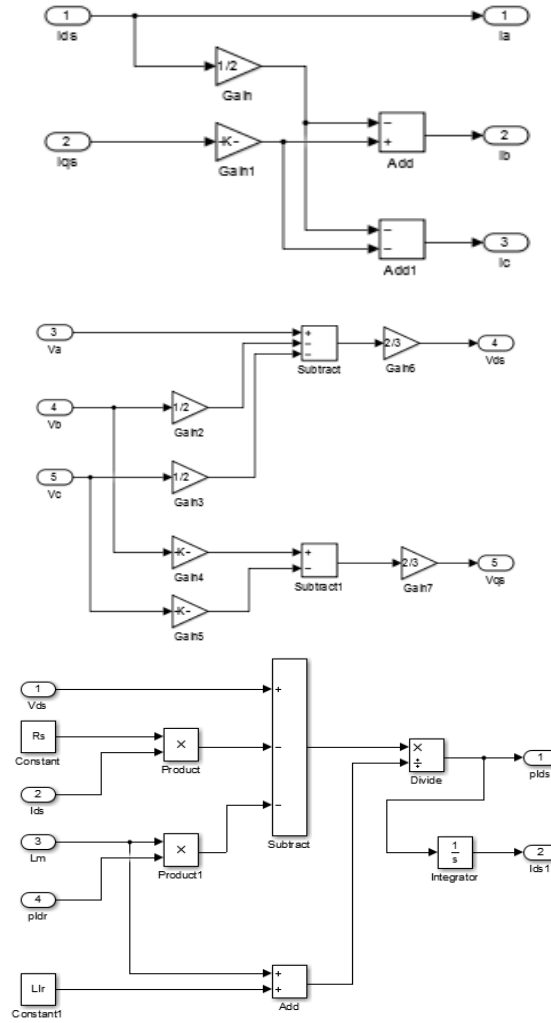 1
1
Ids
Ia
1/2
Gain
2
-K-
−
+
2
Iqs
Gain1
Add
Ib
−
−
3
Add1
Ic
3
+
−
−
2/3
4
Va
Subtract
Gain6
Vds
4
1/2
Vb
Gain2
5
1/2
Vc
Gain3
-K-
+
−
2/3
5
Gain4
Subtract1
Gain7
Vqs
-K-
Gain5
1
+
Vds
Rs
×
−
×
÷
1
Constant
Product
Divide
pIds
2
Ids
3
×
−
1
s
2
Lm
Product1
Subtract
Integrator
Ids1
4
pIdr
Llr
+
+
Constant1
Add